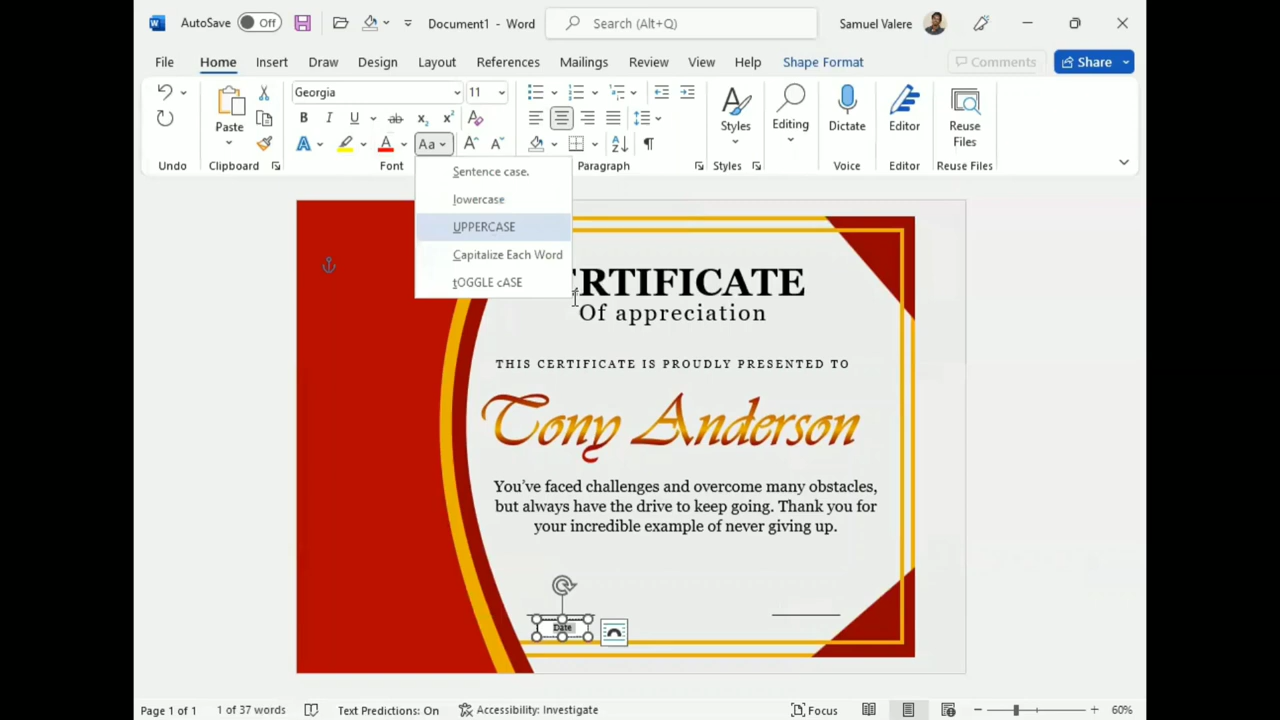 AutoSave Off Document1 - Word Search (Alt+Q) Samuel Valere
File Home Insert Draw Design Layout References Mailings Review View Help Shape Format Comments Share
Georgia 11
Paste Styles Editing Dictate Editor Reuse Files
B I U ab x₂ x² A
A A Aa A A
Undo Clipboard Font Paragraph Styles Voice Editor Reuse Files
Sentence case.
lowercase
UPPERCASE
Capitalize Each Word
tOGGLE cASE
ERTIFICATE
Of appreciation
THIS CERTIFICATE IS PROUDLY PRESENTED TO
Tony Anderson
You’ve faced challenges and overcome many obstacles,
but always have the drive to keep going. Thank you for
your incredible example of never giving up.
Date
Page 1 of 1 1 of 37 words Text Predictions: On Accessibility: Investigate Focus 60%